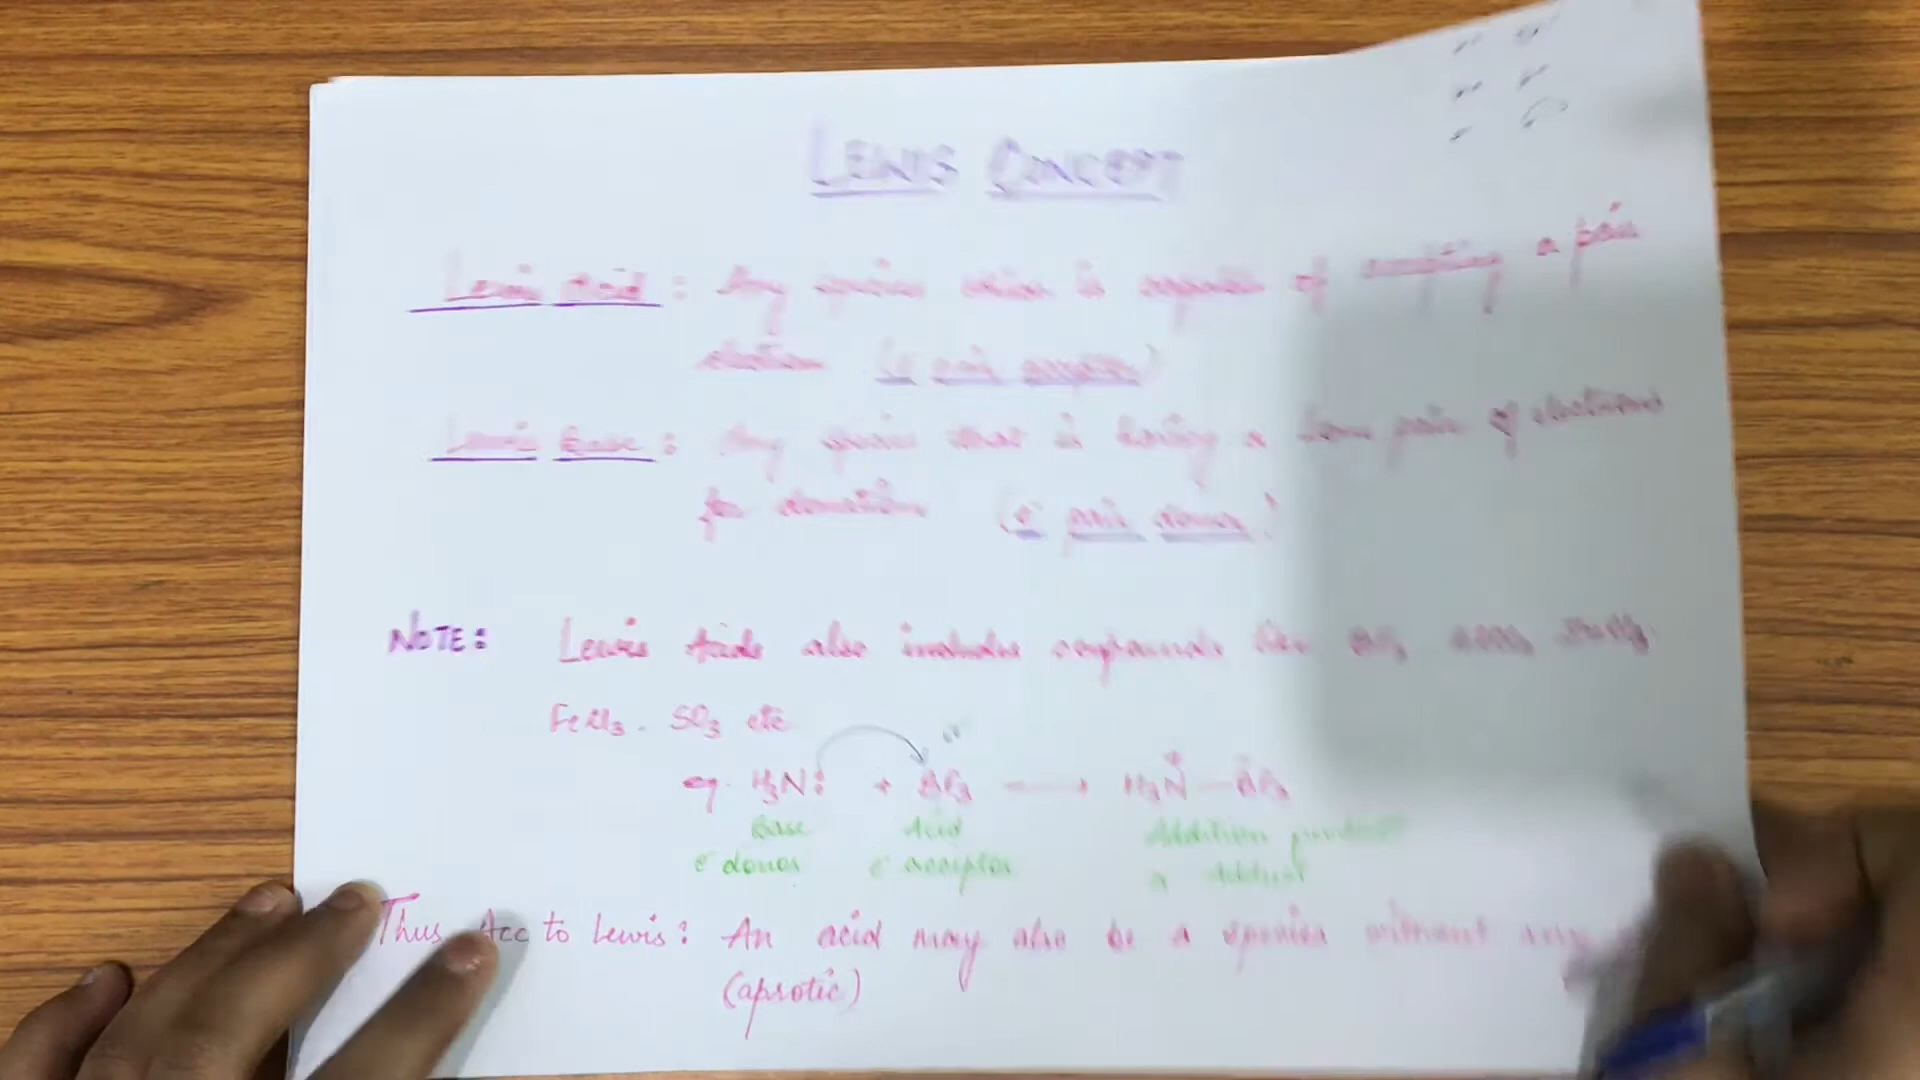 LEWIS CONCEPT
Lewis Acid : Any species which is capable of accepting a pair
electron (e⁻ pair acceptor)
Lewis Base : Any species that is having a lone pair of electrons
for donation (e⁻ pair donor)
NOTE: Lewis Acids also includes compounds like
FeCl₃. SO₃ etc
eg. H₃N: + BF₃ ⟶ H₃N — BF₃
Base Acid Addition product
e⁻ donor e⁻ acceptor or Adduct
Thus Acc to Lewis: An acid may also be a species without any
(aprotic)